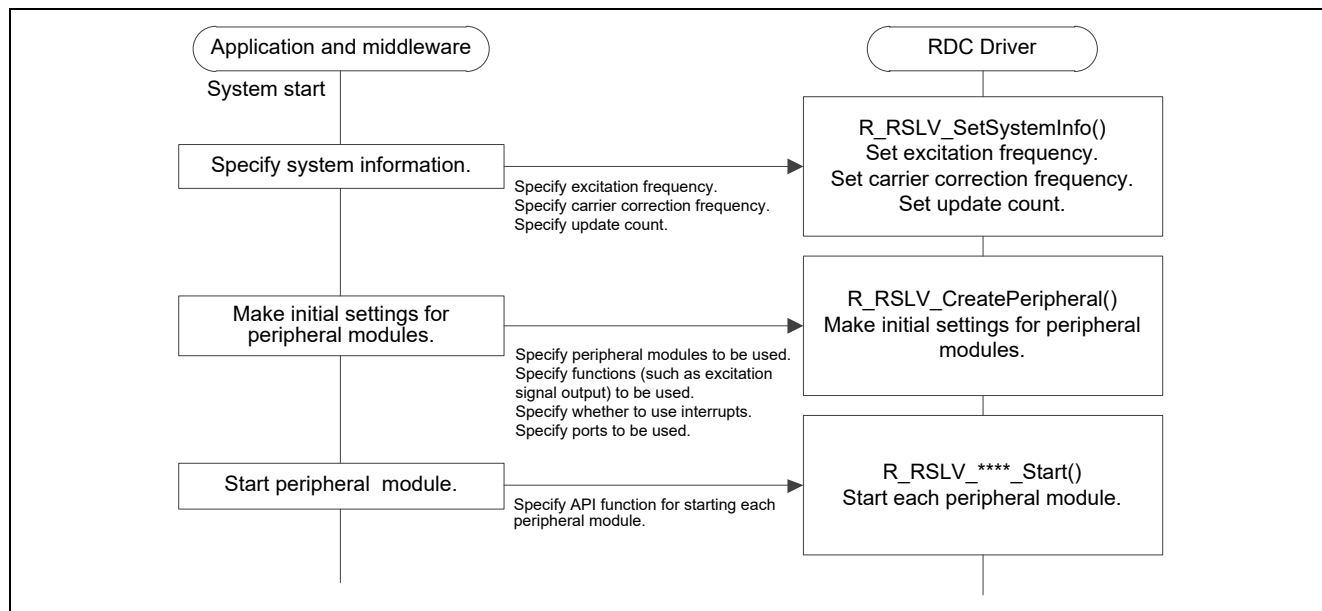 Application and middleware
RDC Driver
System start
Specify system information.
Specify excitation frequency.
Specify carrier correction frequency.
Specify update count.
R_RSLV_SetSystemInfo()
Set excitation frequency.
Set carrier correction frequency.
Set update count.
Make initial settings for
peripheral modules.
Specify peripheral modules to be used.
Specify functions (such as excitation
signal output) to be used.
Specify whether to use interrupts.
Specify ports to be used.
R_RSLV_CreatePeripheral()
Make initial settings for peripheral
modules.
Start peripheral module.
Specify API function for starting each
peripheral module.
R_RSLV_****_Start()
Start each peripheral module.